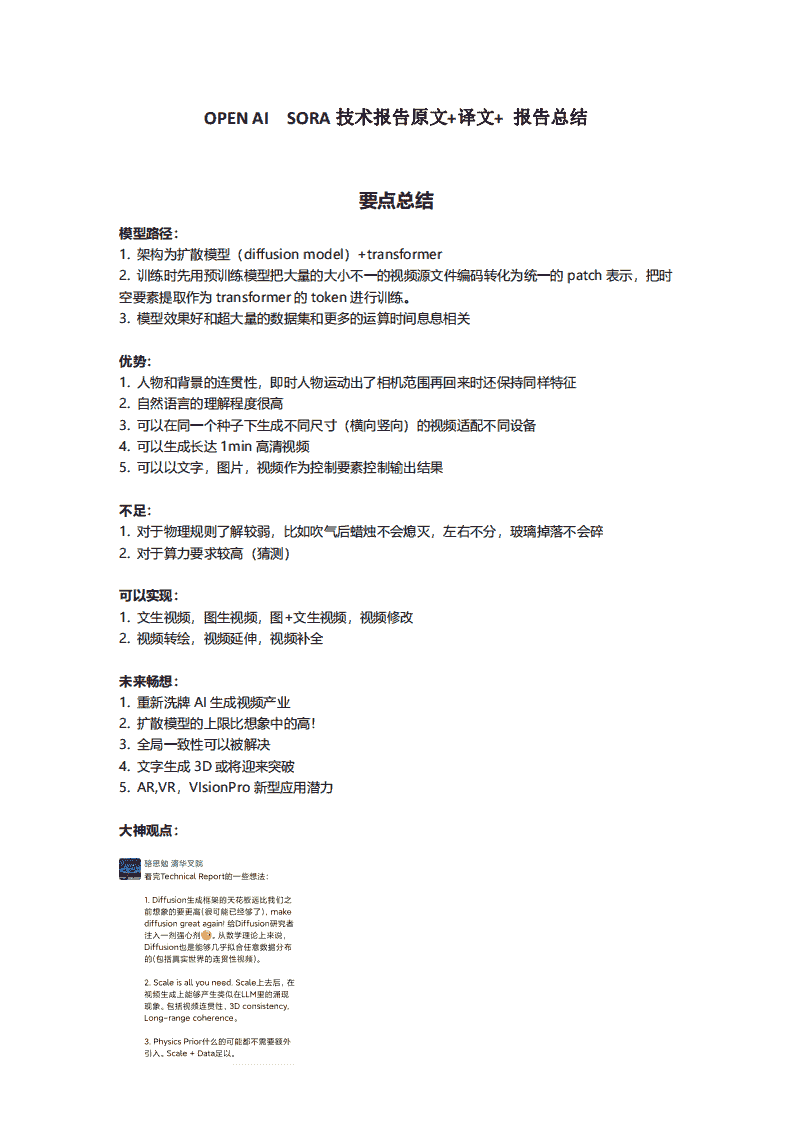 OPEN AI SORA 技术报告原文+译文+ 报告总结
要点总结
模型路径：
1. 架构为扩散模型（diffusion model）+transformer
2. 训练时先用预训练模型把大量的大小不一的视频源文件编码转化为统一的 patch 表示，把时
空要素提取作为 transformer 的 token 进行训练。
3. 模型效果好和超大量的数据集和更多的运算时间息息相关
优势：
1. 人物和背景的连贯性，即时人物运动出了相机范围再回来时还保持同样特征
2. 自然语言的理解程度很高
3. 可以在同一个种子下生成不同尺寸（横向竖向）的视频适配不同设备
4. 可以生成长达 1min 高清视频
5. 可以以文字，图片，视频作为控制要素控制输出结果
不足：
1. 对于物理规则了解较弱，比如吹气后蜡烛不会熄灭，左右不分，玻璃掉落不会碎
2. 对于算力要求较高（猜测）
可以实现：
1. 文生视频，图生视频，图+文生视频，视频修改
2. 视频转绘，视频延伸，视频补全
未来畅想：
1. 重新洗牌 AI 生成视频产业
2. 扩散模型的上限比想象中的高！
3. 全局一致性可以被解决
4. 文字生成 3D 或将迎来突破
5. AR,VR，VIsionPro 新型应用潜力
大神观点：
骆思勉 清华叉院
看完Technical Report的一些想法：
1. Diffusion生成框架的天花板远比我们之
前想象的要更高(很可能已经够了), make
diffusion great again! 给Diffusion研究者
注入一剂强心剂。从数学理论上来说，
Diffusion也是能够几乎拟合任意数据分布
的(包括真实世界的连贯性视频)。
2. Scale is all you need. Scale上去后，在
视频生成上能够产生类似在LLM里的涌现
现象。包括视频连贯性，3D consistency,
Long-range coherence。
3. Physics Prior什么的可能都不需要额外
引入。Scale + Data足以。